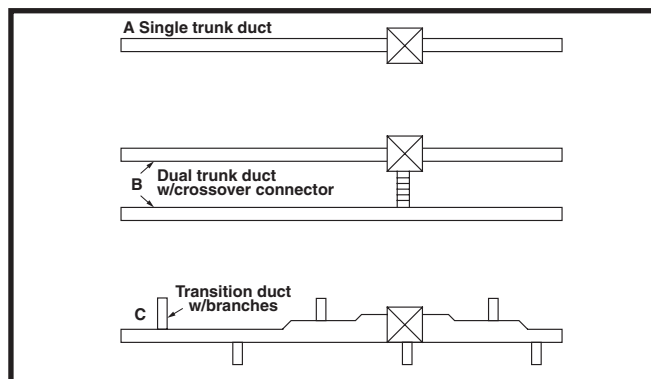 A Single trunk duct
B
Dual trunk duct
w/crossover connector
C
Transition duct
w/branches